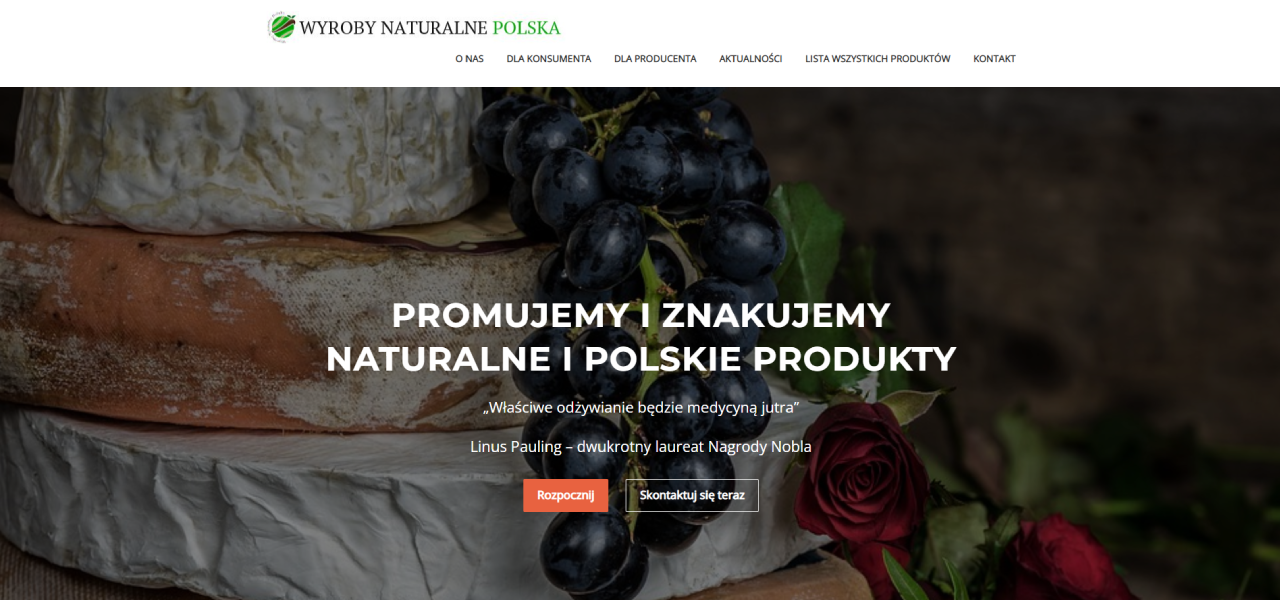 WYROBY NATURALNE POLSKA
O NAS DLA KONSUMENTA DLA PRODUCENTA AKTUALNOŚCI LISTA WSZYSTKICH PRODUKTÓW KONTAKT
PROMUJEMY I ZNAKUJEMY
NATURALNE I POLSKIE PRODUKTY
„Właściwe odżywianie będzie medycyną jutra”
Linus Pauling – dwukrotny laureat Nagrody Nobla
Rozpocznij Skontaktuj się teraz